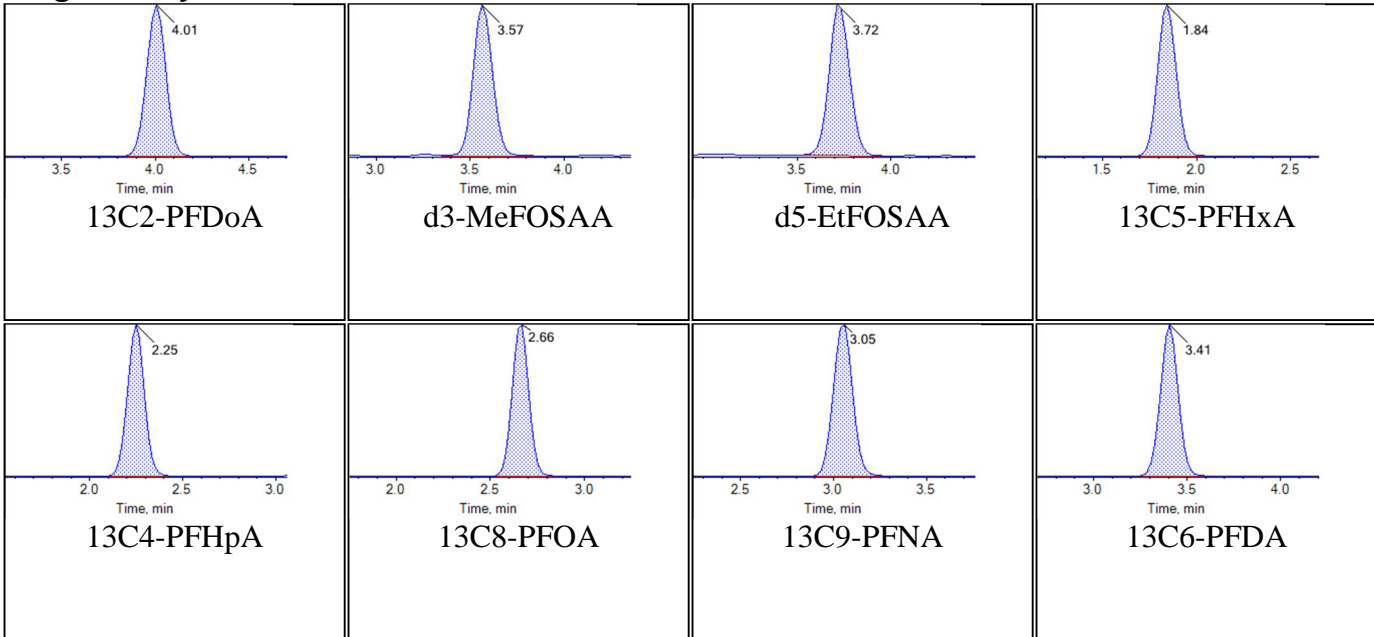 4.01
3.5 4.0 4.5
Time, min
13C2-PFDoA
3.57
3.0 3.5 4.0
Time, min
d3-MeFOSAA
3.72
3.5 4.0
Time, min
d5-EtFOSAA
1.84
1.5 2.0 2.5
Time, min
13C5-PFHxA
2.25
2.0 2.5 3.0
Time, min
13C4-PFHpA
2.66
2.0 2.5 3.0
Time, min
13C8-PFOA
3.05
2.5 3.0 3.5
Time, min
13C9-PFNA
3.41
3.0 3.5 4.0
Time, min
13C6-PFDA